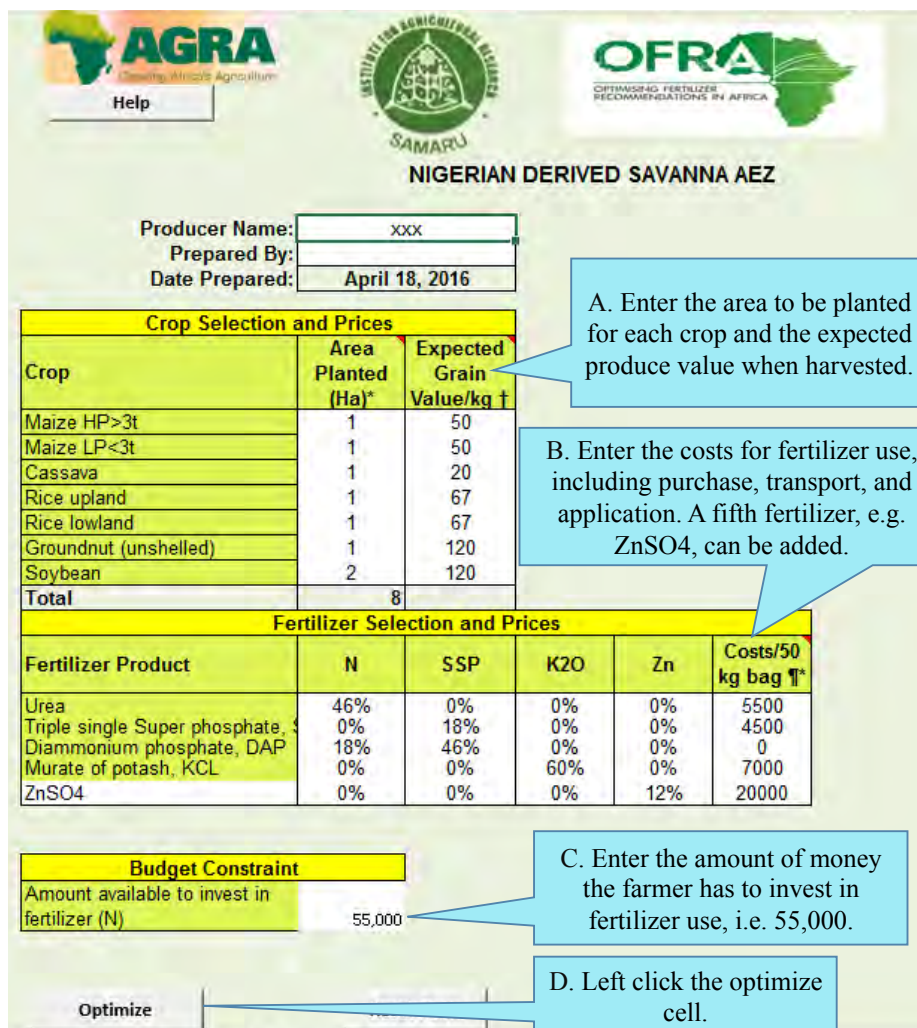 AGRA
Growing Africa's Agriculture
Help
INSTITUTE FOR AGRICULTURAL RESEARCH
SAMARU
OFRA
OPTIMISING FERTILIZER
RECOMMENDATIONS IN AFRICA
NIGERIAN DERIVED SAVANNA AEZ
Producer Name: xxx
Prepared By:
Date Prepared: April 18, 2016
A. Enter the area to be planted
for each crop and the expected
produce value when harvested.
Crop Selection and Prices
Crop Area Planted (Ha)* Expected Grain Value/kg †
Maize HP>3t 1 50
Maize LP<3t 1 50
Cassava 1 20
Rice upland 1 67
Rice lowland 1 67
Groundnut (unshelled) 1 120
Soybean 2 120
Total 8
B. Enter the costs for fertilizer use,
including purchase, transport, and
application. A fifth fertilizer, e.g.
ZnSO4, can be added.
Fertilizer Selection and Prices
Fertilizer Product N SSP K2O Zn Costs/50 kg bag ¶*
Urea 46% 0% 0% 0% 5500
Triple single Super phosphate, 0% 18% 0% 0% 4500
Diammonium phosphate, DAP 18% 46% 0% 0% 0
Murate of potash, KCL 0% 0% 60% 0% 7000
ZnSO4 0% 0% 0% 12% 20000
Budget Constraint
Amount available to invest in
fertilizer (N) 55,000
C. Enter the amount of money
the farmer has to invest in
fertilizer use, i.e. 55,000.
D. Left click the optimize
cell.
Optimize